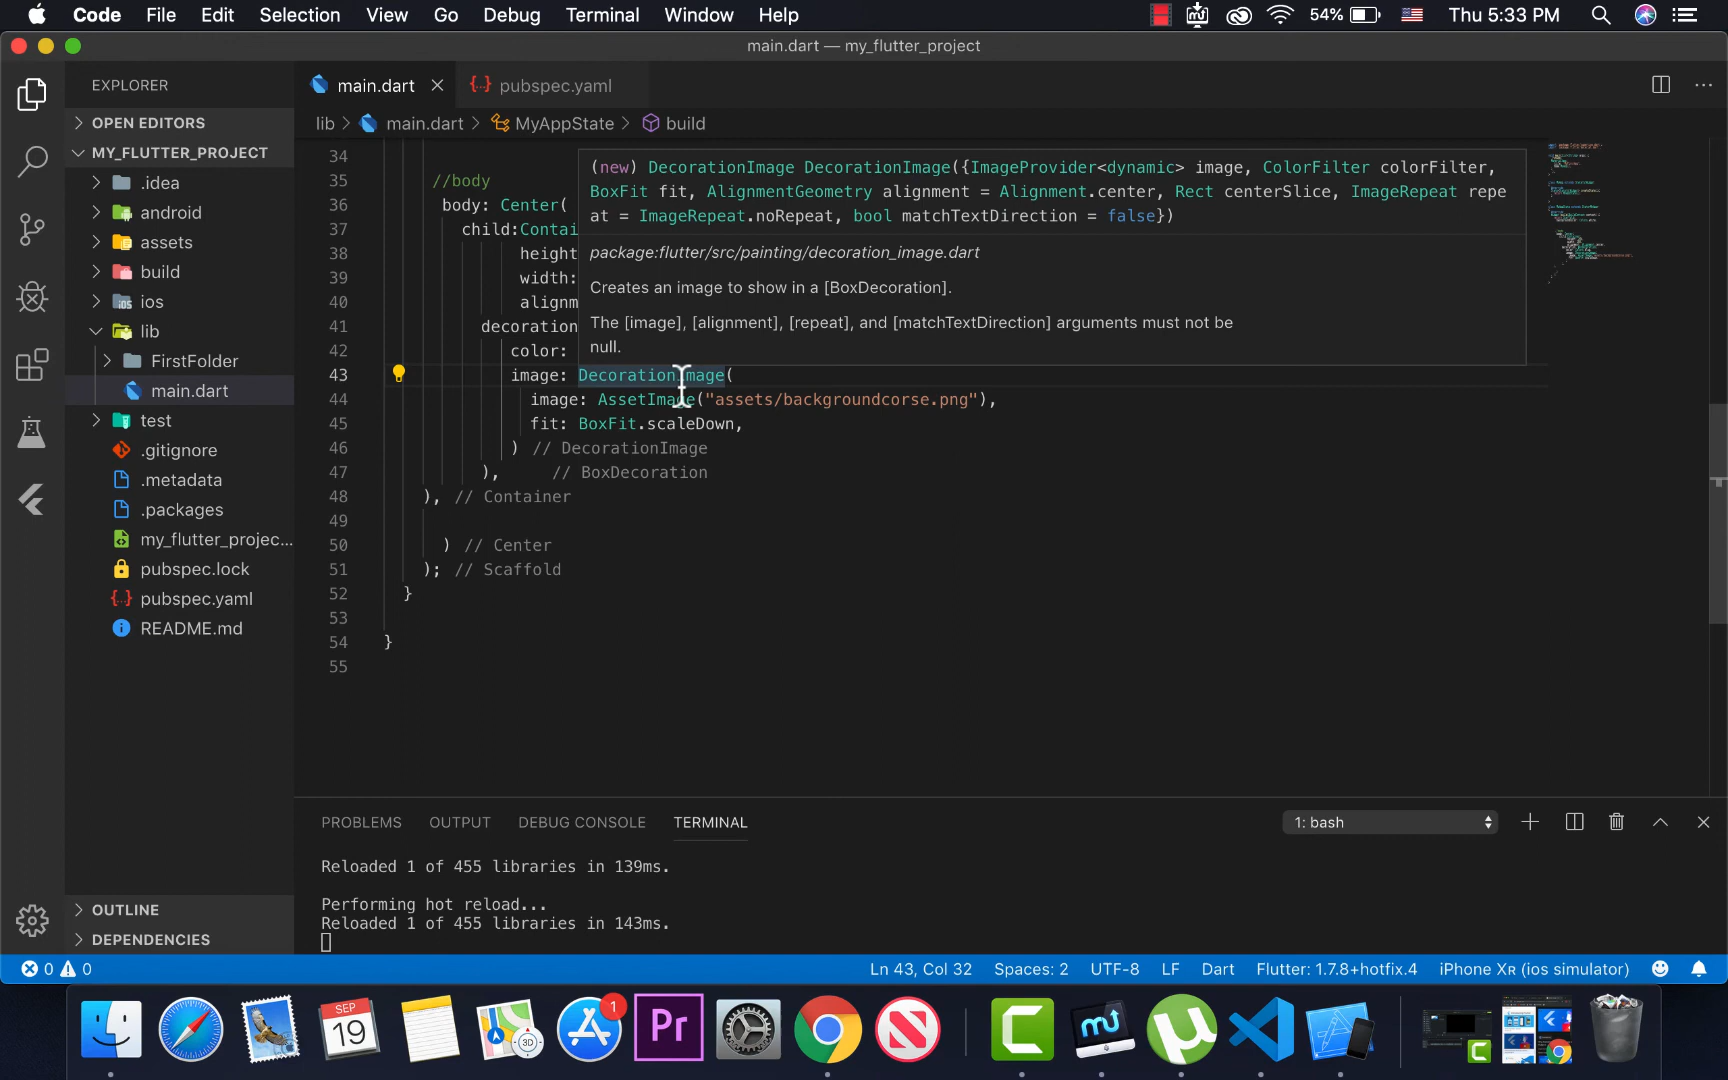 Code File Edit Selection View Go Debug Terminal Window Help 54% Thu 5:33 PM
main.dart — my_flutter_project
EXPLORER
main.dart
pubspec.yaml
OPEN EDITORS
MY_FLUTTER_PROJECT
.idea
android
assets
build
ios
lib
FirstFolder
main.dart
test
.gitignore
.metadata
.packages
my_flutter_projec...
pubspec.lock
pubspec.yaml
README.md
OUTLINE
DEPENDENCIES
lib > main.dart > MyAppState > build
34
35 //body
36 body: Center(
37 child:Contai
38 height
39 width:
40 alignm
41 decoration
42 color:
(new) DecorationImage DecorationImage({ImageProvider<dynamic> image, ColorFilter colorFilter,
BoxFit fit, AlignmentGeometry alignment = Alignment.center, Rect centerSlice, ImageRepeat repe
at = ImageRepeat.noRepeat, bool matchTextDirection = false})
package:flutter/src/painting/decoration_image.dart
Creates an image to show in a [BoxDecoration].
The [image], [alignment], [repeat], and [matchTextDirection] arguments must not be
null.
43 image: DecorationImage(
44 image: AssetImage("assets/backgroundcorse.png"),
45 fit: BoxFit.scaleDown,
46 ) // DecorationImage
47 ), // BoxDecoration
48 ), // Container
49
50 ) // Center
51 ); // Scaffold
52 }
53
54 }
55
PROBLEMS OUTPUT DEBUG CONSOLE TERMINAL 1: bash
Reloaded 1 of 455 libraries in 139ms.
Performing hot reload...
Reloaded 1 of 455 libraries in 143ms.
0 0 Ln 43, Col 32 Spaces: 2 UTF-8 LF Dart Flutter: 1.7.8+hotfix.4 iPhone XR (ios simulator)
SEP
19
3D
1
Pr